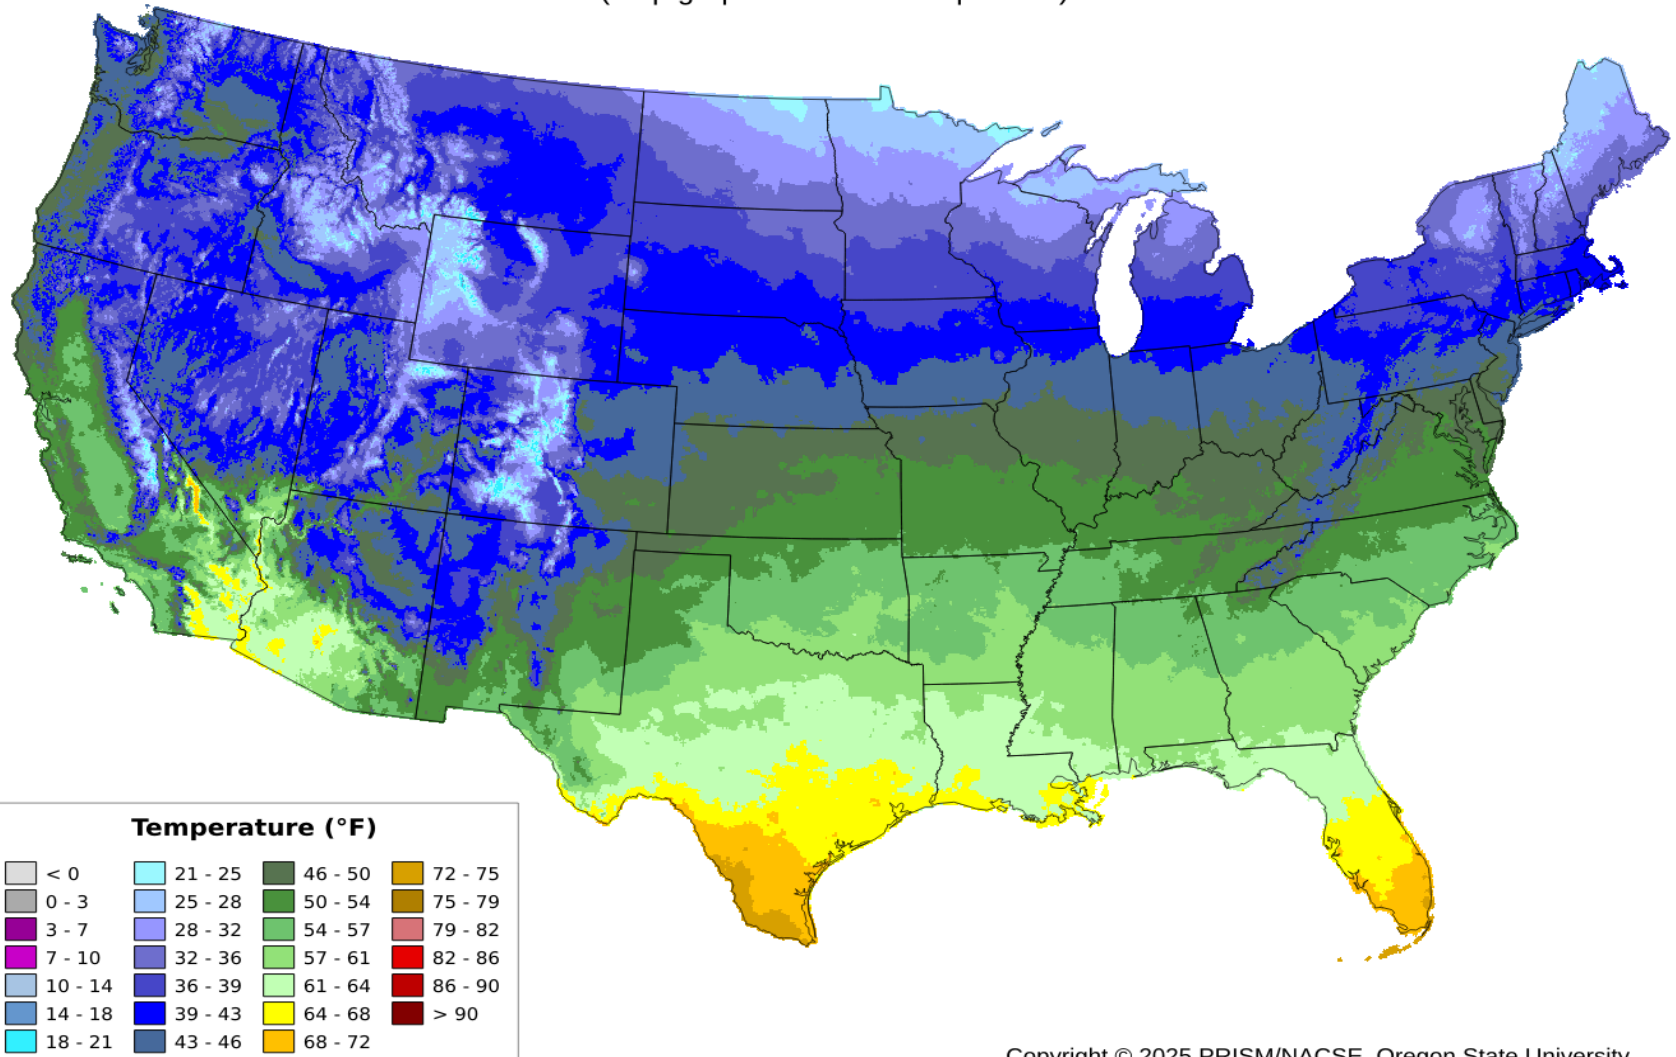 Temperature (°F)
< 0
0 - 3
3 - 7
7 - 10
10 - 14
14 - 18
18 - 21
21 - 25
25 - 28
28 - 32
32 - 36
36 - 39
39 - 43
43 - 46
46 - 50
50 - 54
54 - 57
57 - 61
61 - 64
64 - 68
68 - 72
72 - 75
75 - 79
79 - 82
82 - 86
86 - 90
> 90
Copyright © 2025 PRISM/NACSE, Oregon State University